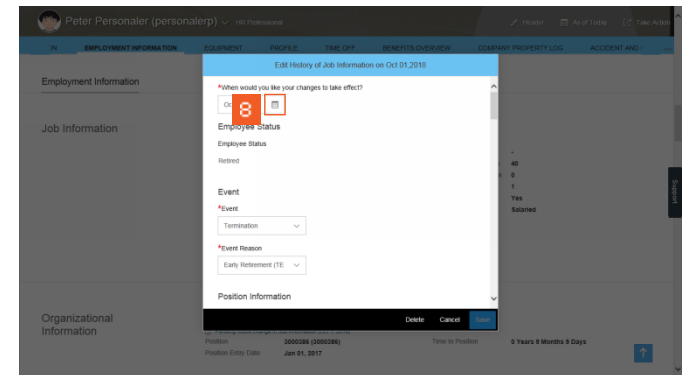 Peter Personaler (personalerp) HR Professional Header As of Today Take Action
IN EMPLOYMENT INFORMATION EQUIPMENT PROFILE TIME OFF BENEFITS OVERVIEW COMPANY PROPERTY LOG ACCIDENT AND
Edit History of Job Information on Oct 01,2018
Employment Information
*When would you like your changes to take effect?
8
Job Information
Employee Status
Employee Status
Retired
-
40
0
1
Yes
Salaried
Support
Event
*Event
Termination
*Event Reason
Early Retirement (TE
Position Information
Delete Cancel Save
Organizational
Information
Position 3000386 (3000386) Time In Position 0 Years 9 Months 9 Days
Position Entry Date Jan 01, 2017